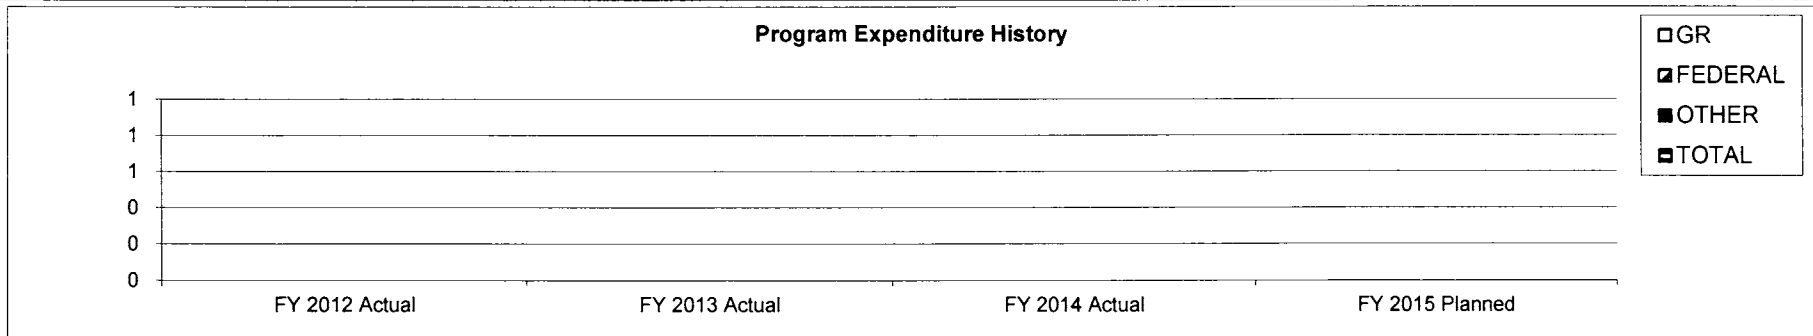 Program Expenditure History
GR
FEDERAL
OTHER
TOTAL
1
1
1
0
0
0
FY 2012 Actual
FY 2013 Actual
FY 2014 Actual
FY 2015 Planned